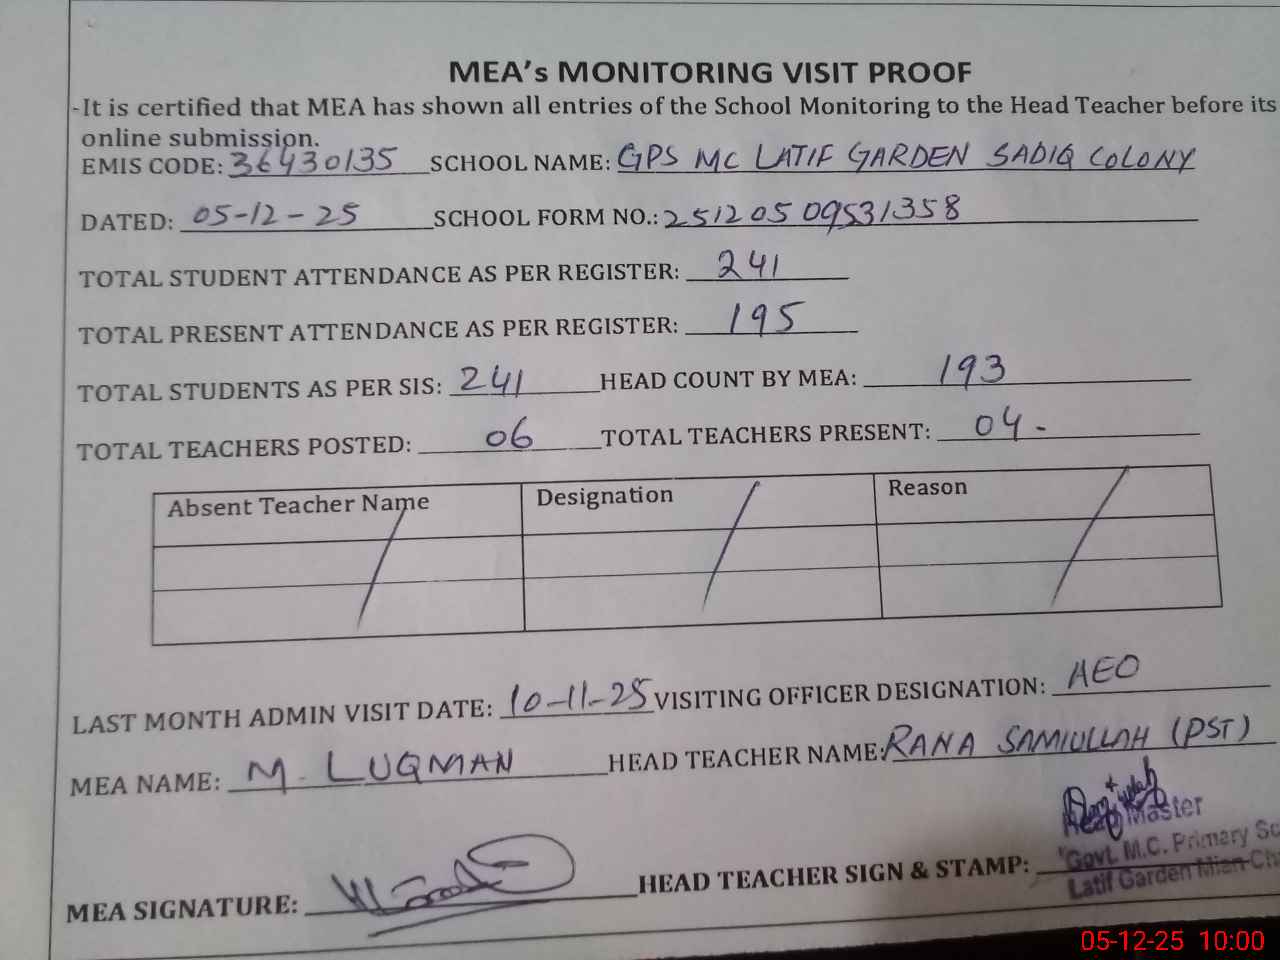 MEA's MONITORING VISIT PROOF
-It is certified that MEA has shown all entries of the School Monitoring to the Head Teacher before its
online submission.
EMIS CODE: 36430135 SCHOOL NAME: GPS MC LATIF GARDEN SADIQ COLONY
DATED: 05-12-25 SCHOOL FORM NO.: 25120509531358
TOTAL STUDENT ATTENDANCE AS PER REGISTER: 241
TOTAL PRESENT ATTENDANCE AS PER REGISTER: 195
TOTAL STUDENTS AS PER SIS: 241 HEAD COUNT BY MEA: 193
TOTAL TEACHERS POSTED: 06 TOTAL TEACHERS PRESENT: 04-
Absent Teacher Name Designation Reason
LAST MONTH ADMIN VISIT DATE: 10-11-25 VISITING OFFICER DESIGNATION: AEO
MEA NAME: M. LUQMAN HEAD TEACHER NAME: RANA SAMIULLAH (PST)
Head Master
Govt. M.C. Primary Sc
MEA SIGNATURE: HEAD TEACHER SIGN & STAMP:
Latif Garden Mian Ch
05-12-25 10:00